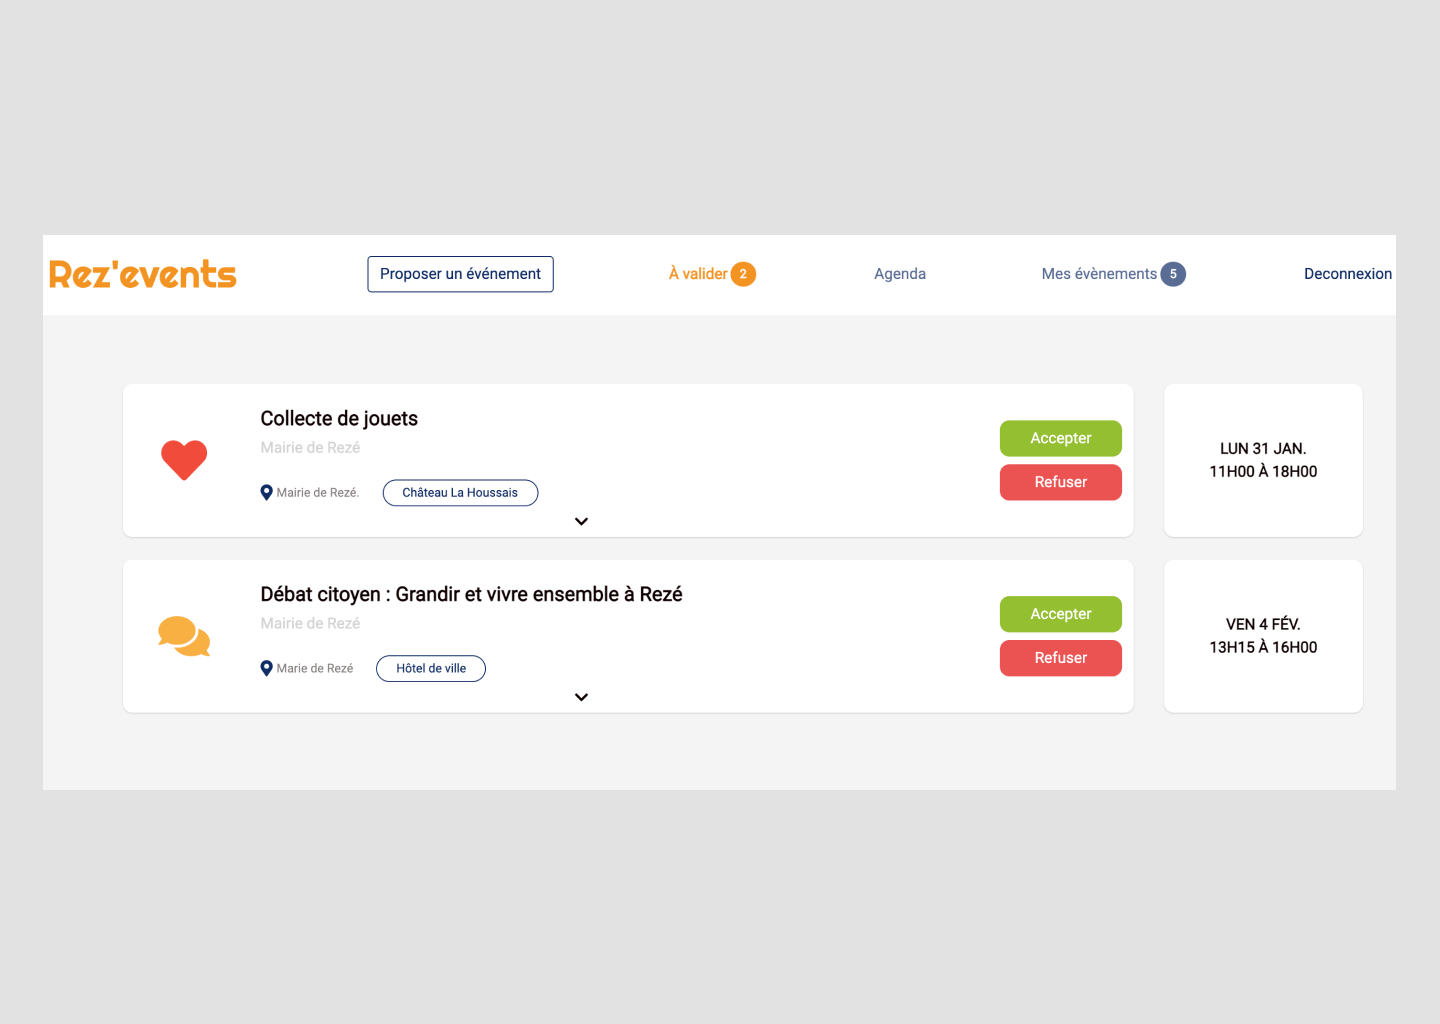 Rez'events
Proposer un événement
À valider 2
Agenda
Mes évènements 5
Deconnexion
Collecte de jouets
Mairie de Rezé
Mairie de Rezé.
Château La Houssais
Accepter
Refuser
LUN 31 JAN.
11H00 À 18H00
Débat citoyen : Grandir et vivre ensemble à Rezé
Mairie de Rezé
Marie de Rezé
Hôtel de ville
Accepter
Refuser
VEN 4 FÉV.
13H15 À 16H00